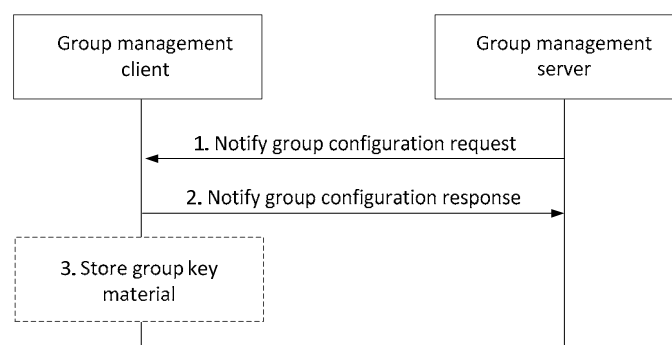 Group management
client
Group management
server
1. Notify group configuration request
2. Notify group configuration response
3. Store group key
material